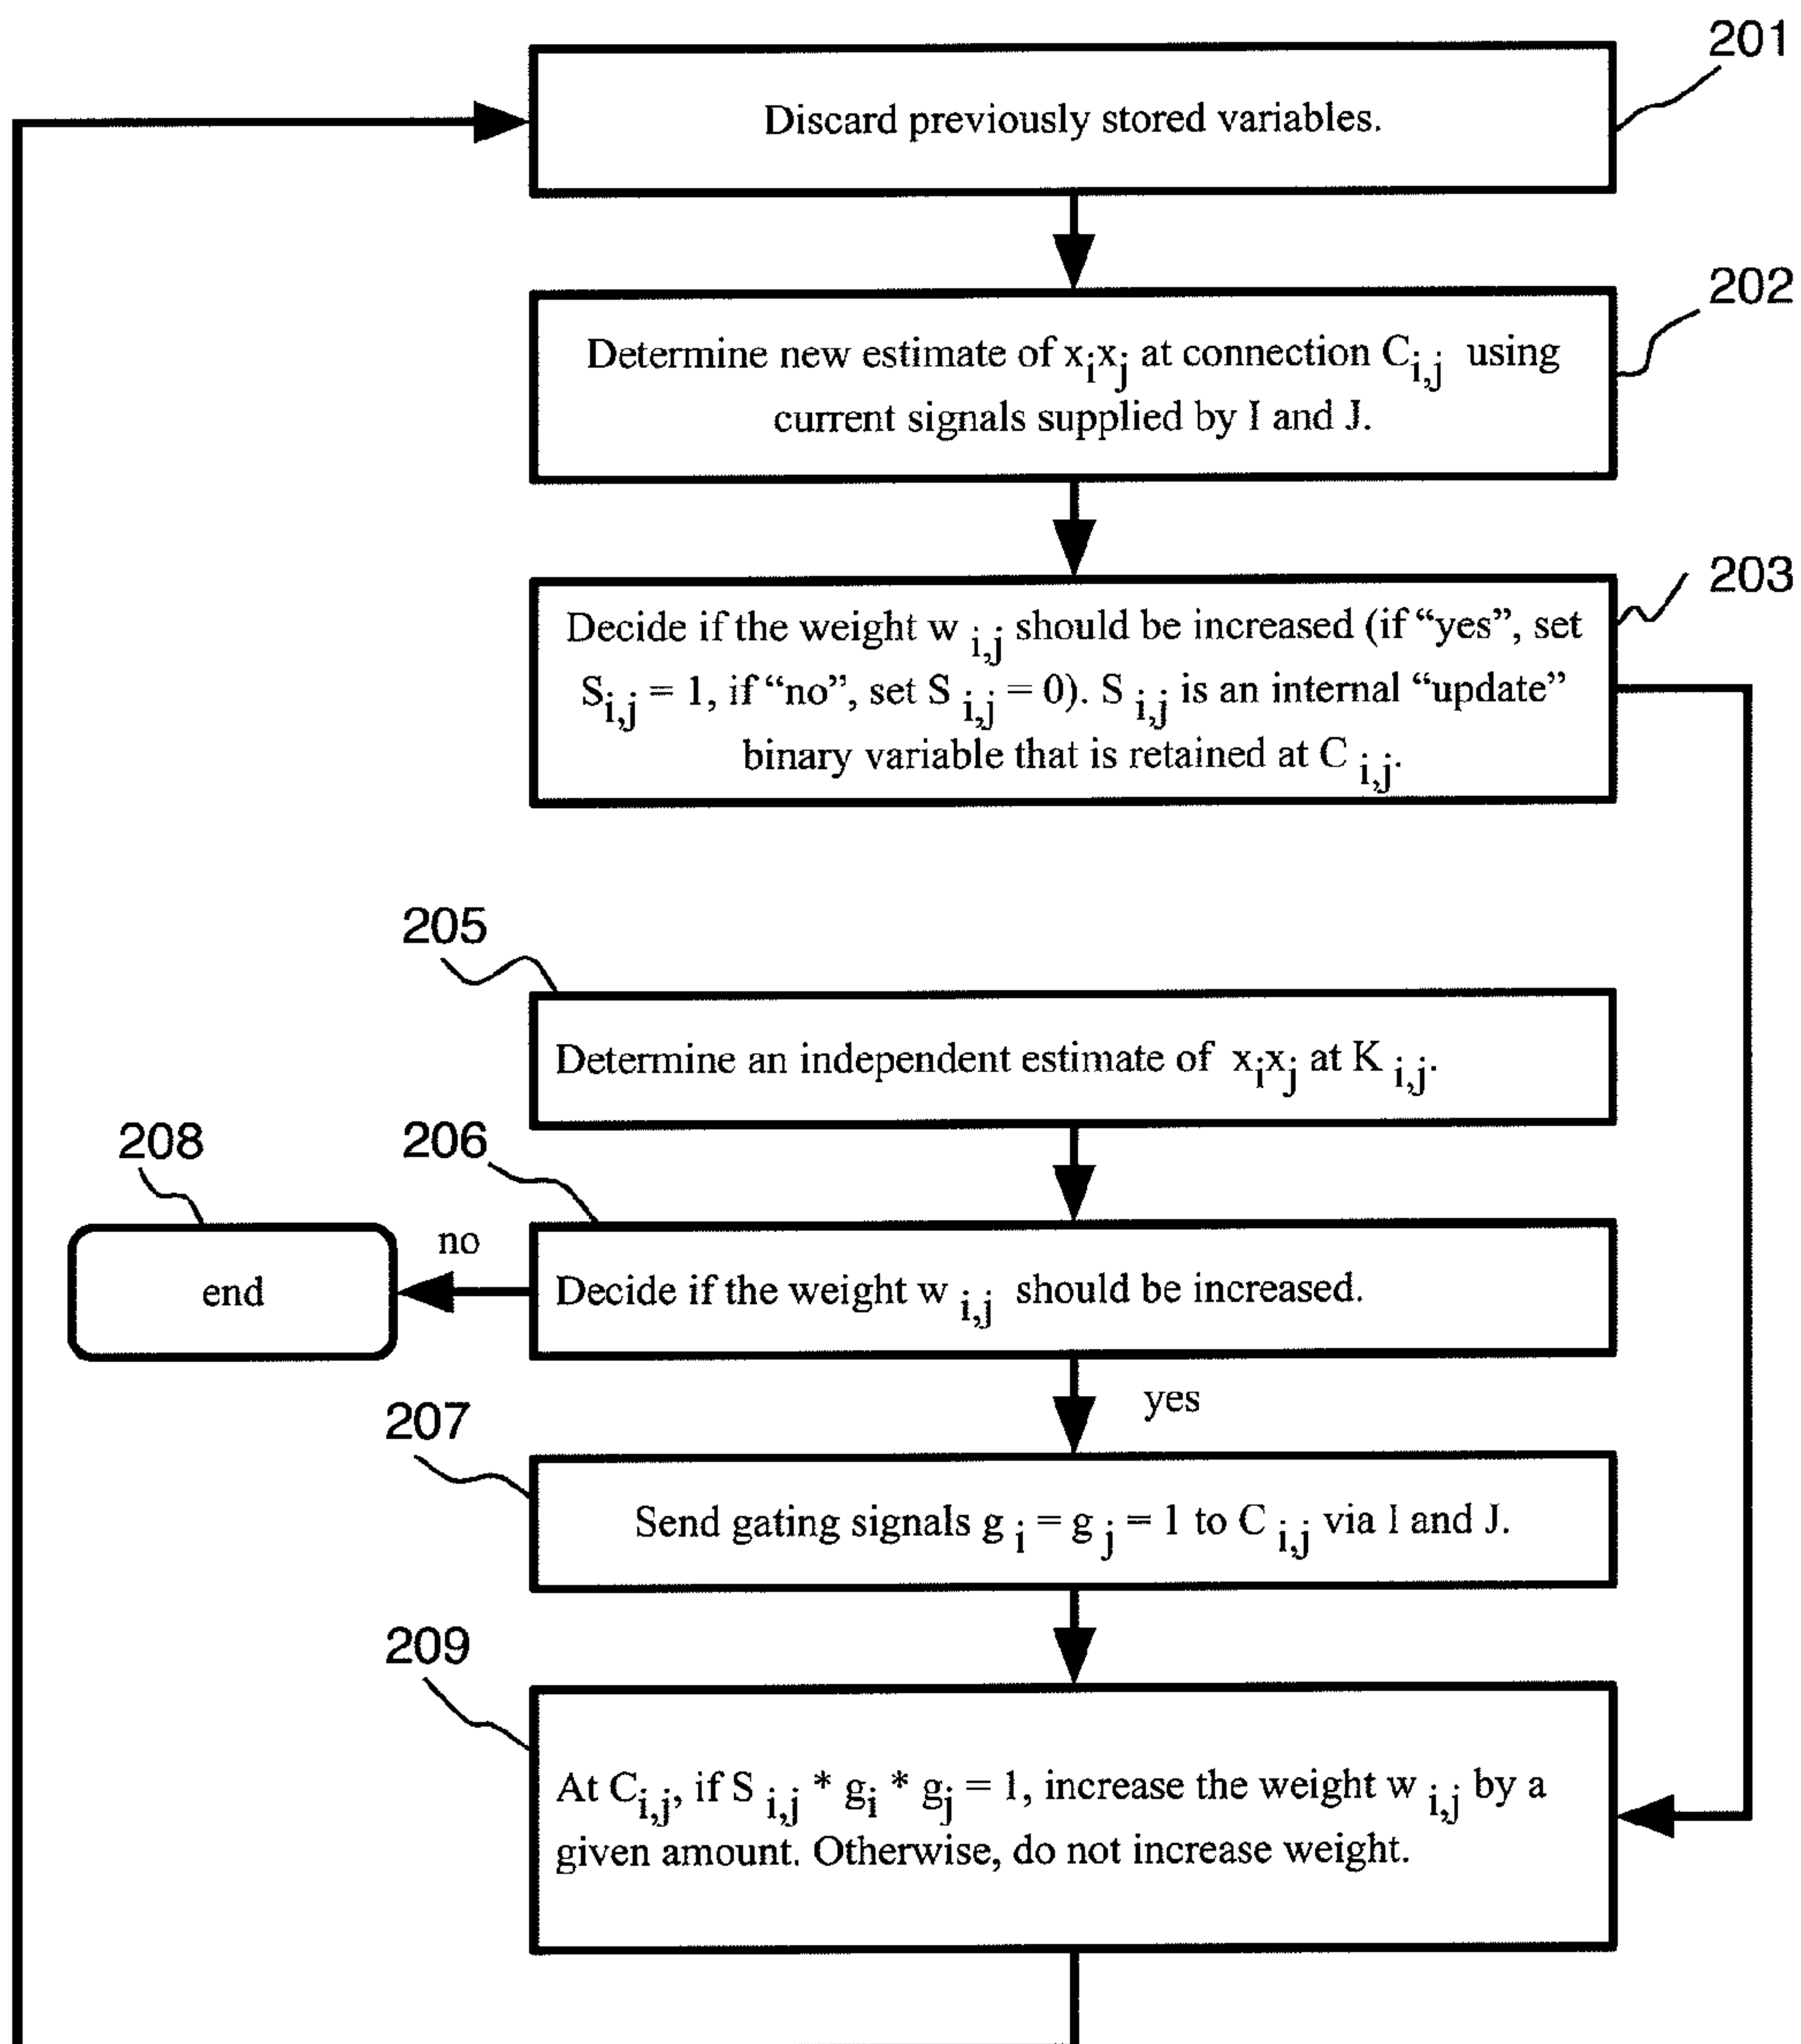 201
Discard previously stored variables.
202
Determine new estimate of xixj at connection Ci,j using
current signals supplied by I and J.
203
Decide if the weight w i,j should be increased (if “yes”, set
Si,j = 1, if “no”, set S i,j = 0). S i,j is an internal “update”
binary variable that is retained at C i,j.
205
Determine an independent estimate of xixj at K i,j.
208
206
no
end
Decide if the weight w i,j should be increased.
yes
207
Send gating signals g i = g j = 1 to C i,j via I and J.
209
At Ci,j, if S i,j * gi * gj = 1, increase the weight w i,j by a
given amount. Otherwise, do not increase weight.